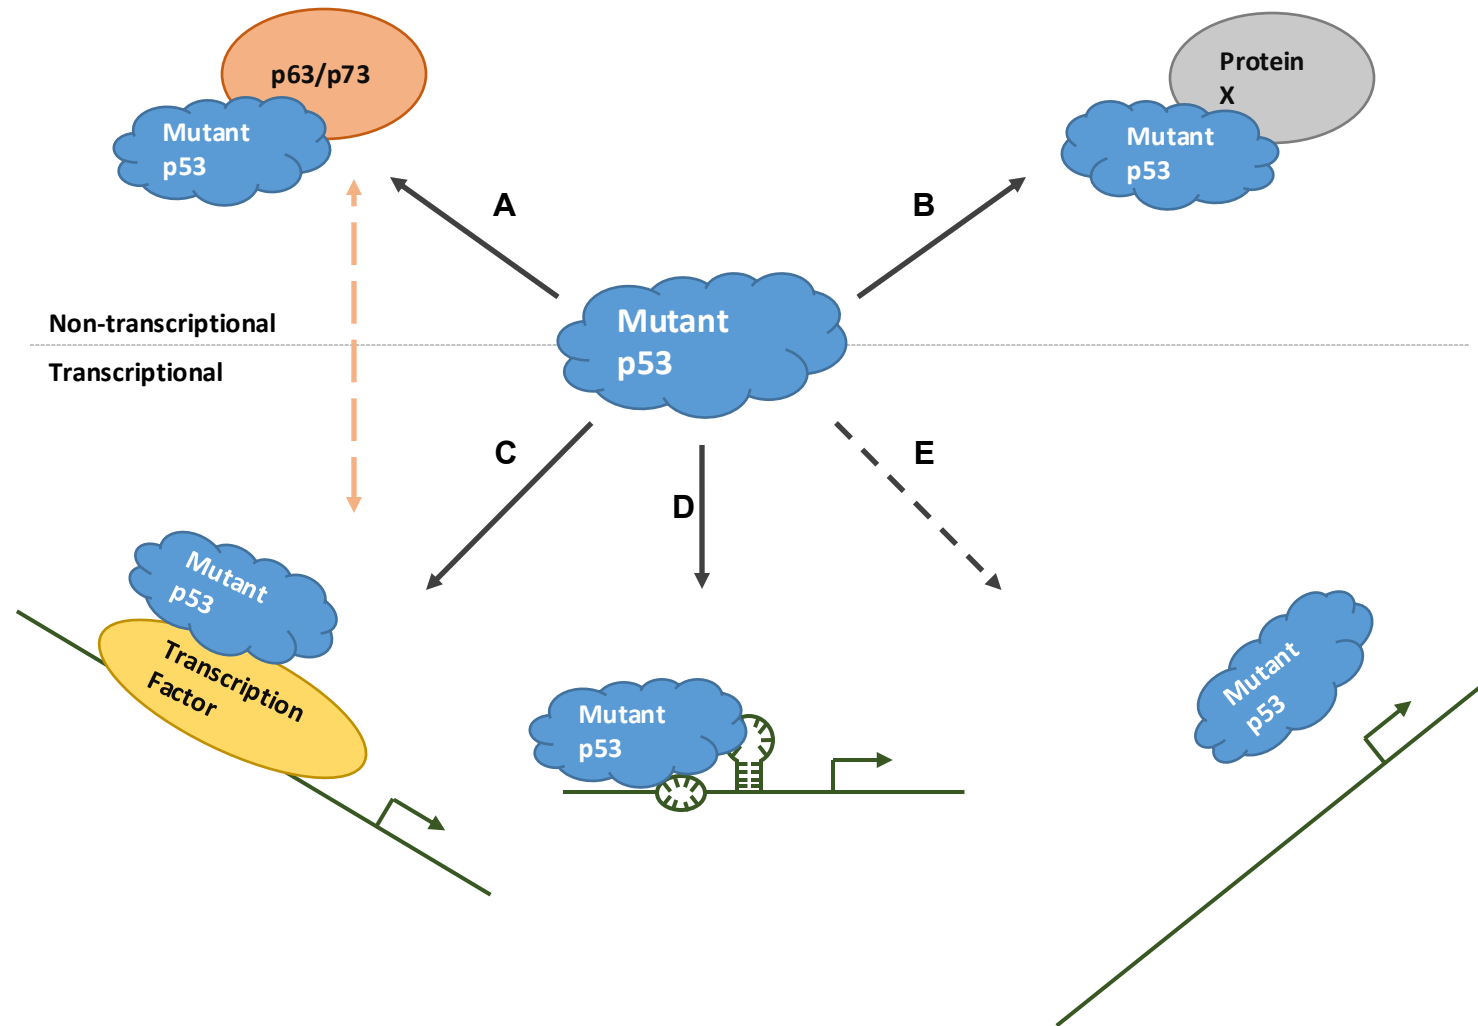 p63/p73
Mutant
p53
Protein
X
Mutant
p53
A
B
Mutant
p53
Non-transcriptional
Transcriptional
C
D
E
Mutant
p53
Transcription
Factor
Mutant
p53
Mutant
p53